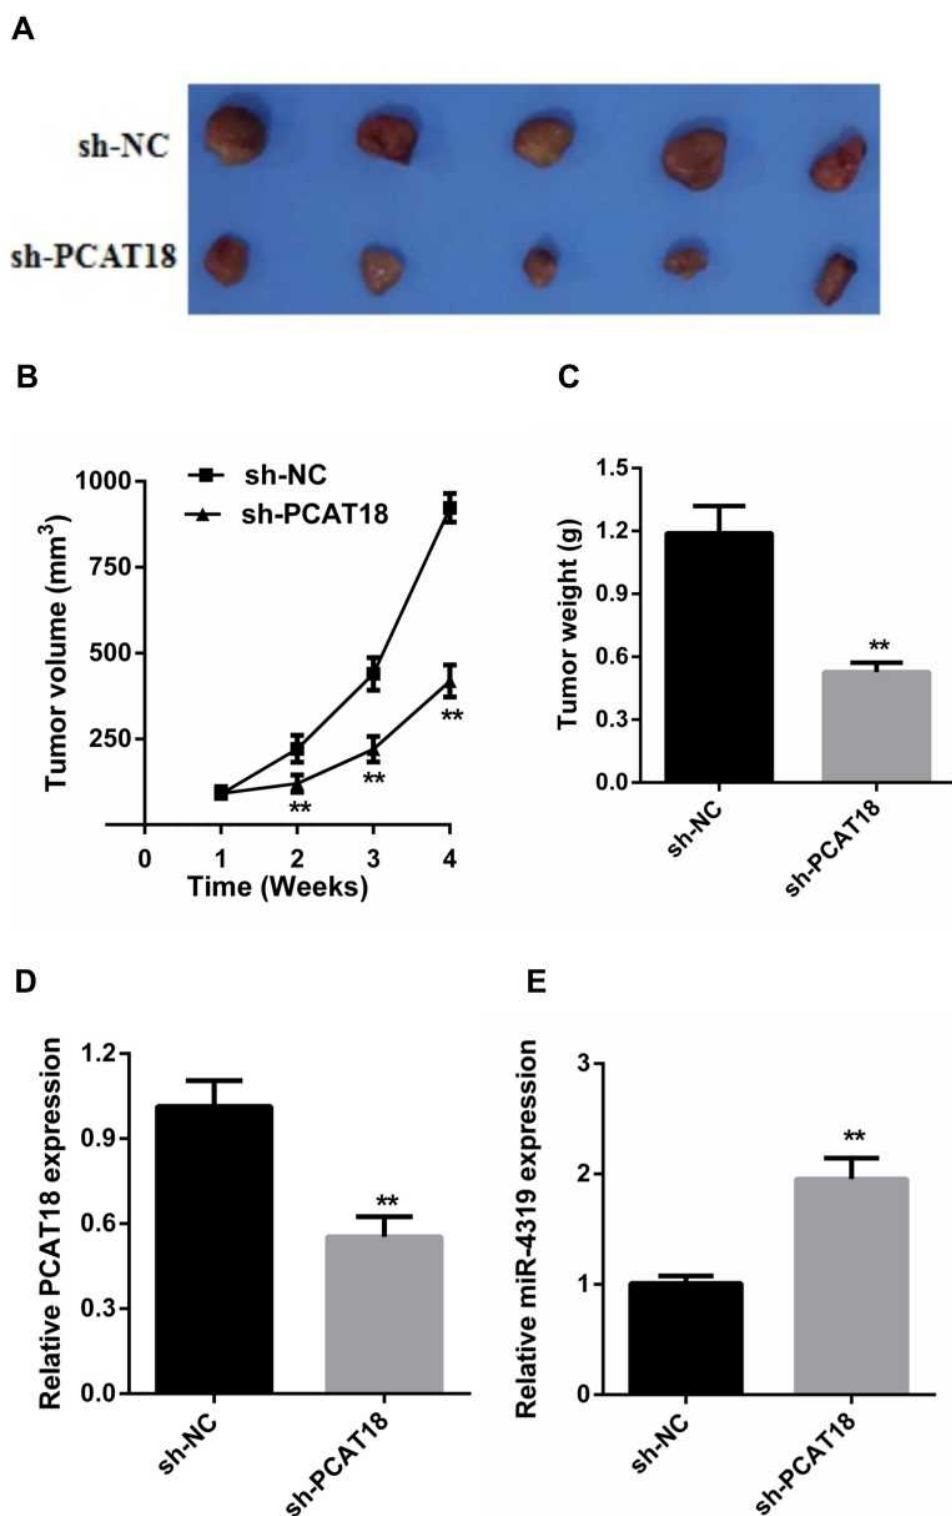 A
sh-NC
sh-PCAT18
B
C
sh-NC
sh-PCAT18
Tumor volume (mm³)
1000
750
500
250
**
**
**
0 1 2 3 4
Time (Weeks)
Tumor weight (g)
1.5
1.2
0.9
0.6
0.3
0.0
**
sh-NC
sh-PCAT18
D
E
Relative PCAT18 expression
1.2
0.9
0.6
0.3
0.0
**
sh-NC
sh-PCAT18
Relative miR-4319 expression
3
2
1
0
**
sh-NC
sh-PCAT18